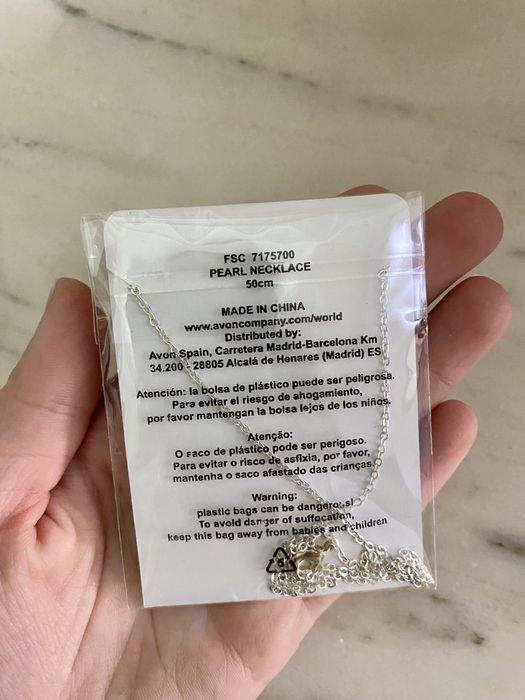 FSC 7175700
PEARL NECKLACE
50cm
MADE IN CHINA
www.avoncompany.com/world
Distributed by:
Avon Spain, Carretera Madrid-Barcelona Km
34.200 - 28805 Alcalá de Henares (Madrid) ES
Atención: la bolsa de plástico puede ser peligrosa.
Para evitar el riesgo de ahogamiento,
por favor mantengan la bolsa lejos de los niños.
Atenção:
O saco de plástico pode ser perigoso.
Para evitar o risco de asfixia, por favor,
mantenha o saco afastado das crianças.
Warning:
plastic bags can be dangerous!
To avoid danger of suffocation,
keep this bag away from babies and children
5